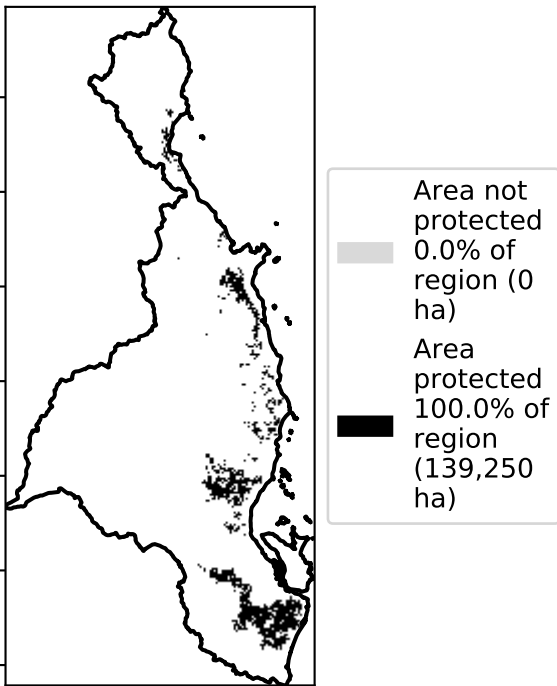 Area not
protected
0.0% of
region (0
ha)
Area
protected
100.0% of
region
(139,250
ha)